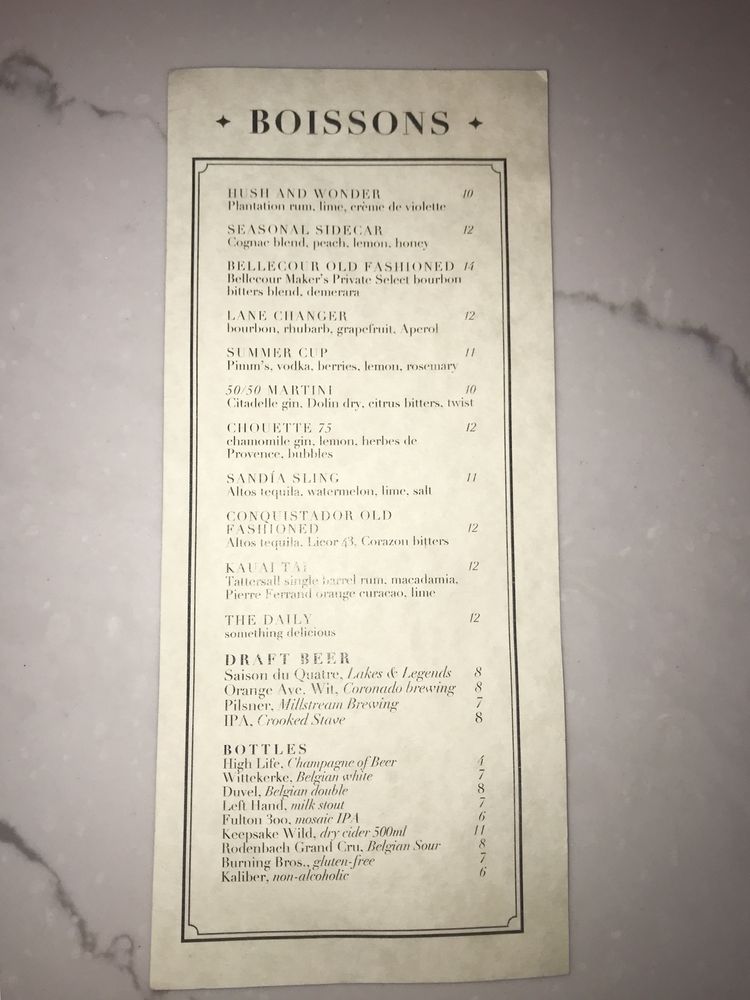 ✦ BOISSONS ✦
HUSH AND WONDER 10
Plantation rum, lime, crème de violette
SEASONAL SIDECAR 12
Cognac blend, peach, lemon, honey
BELLECOUR OLD FASHIONED 14
Bellecour Maker's Private Select bourbon
bitters blend, demerara
LANE CHANGER 12
bourbon, rhubarb, grapefruit, Aperol
SUMMER CUP 11
Pimm's, vodka, berries, lemon, rosemary
50/50 MARTINI 10
Citadelle gin, Dolin dry, citrus bitters, twist
CHOUETTE 75 12
chamomile gin, lemon, herbes de
Provence, bubbles
SANDÍA SLING 11
Altos tequila, watermelon, lime, salt
CONQUISTADOR OLD
FASHIONED 12
Altos tequila, Licor 43, Corazon bitters
KAUAI TAI 12
Tattersall single barrel rum, macadamia,
Pierre Ferrand orange curacao, lime
THE DAILY 12
something delicious
DRAFT BEER
Saison du Quatre, Lakes & Legends 8
Orange Ave. Wit, Coronado brewing 8
Pilsner, Millstream Brewing 7
IPA, Crooked Stave 8
BOTTLES
High Life, Champagne of Beer 4
Wittekerke, Belgian white 7
Duvel, Belgian double 8
Left Hand, milk stout 7
Fulton 300, mosaic IPA 6
Keepsake Wild, dry cider 500ml 11
Rodenbach Grand Cru, Belgian Sour 8
Burning Bros., gluten-free 7
Kaliber, non-alcoholic 6